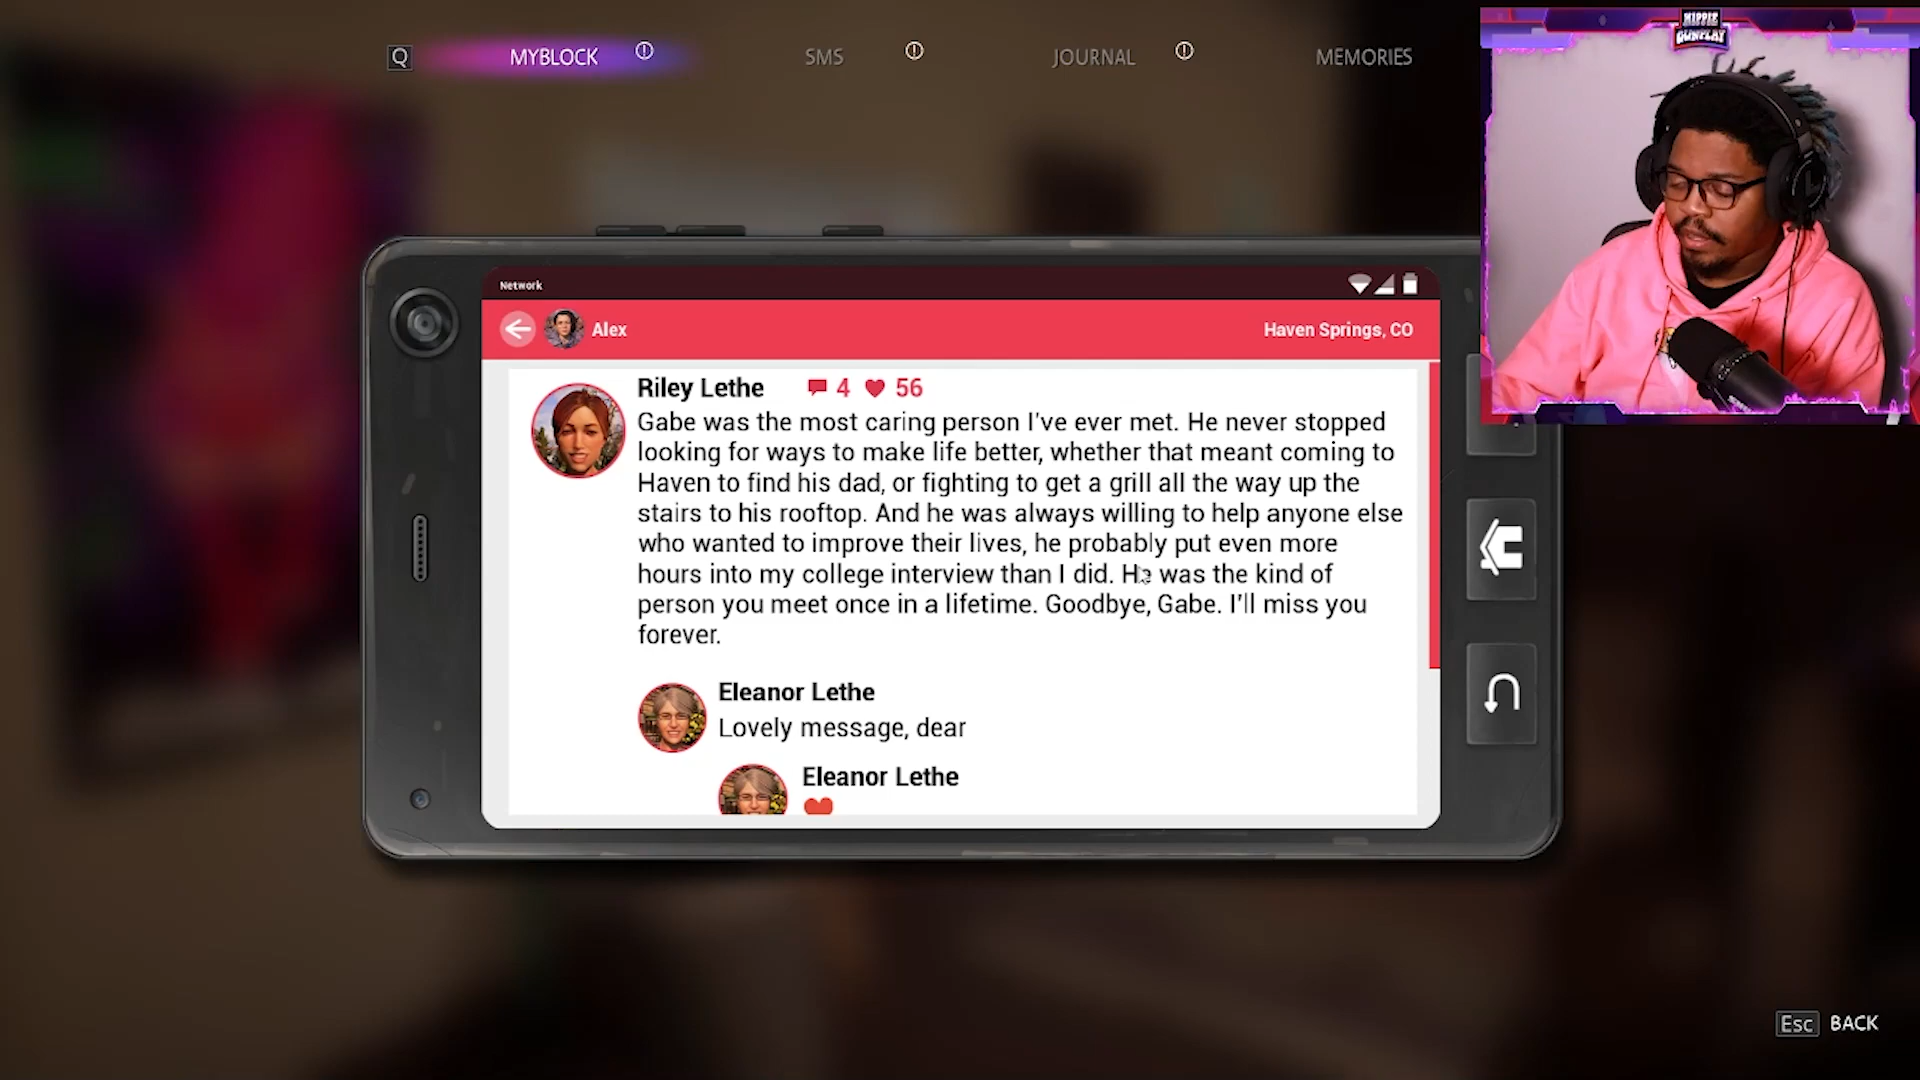 Q
MYBLOCK
SMS
JOURNAL
MEMORIES
HIPPIE
GUNPLAY
Network
Alex
Haven Springs, CO
Riley Lethe 4 56
Gabe was the most caring person I've ever met. He never stopped
looking for ways to make life better, whether that meant coming to
Haven to find his dad, or fighting to get a grill all the way up the
stairs to his rooftop. And he was always willing to help anyone else
who wanted to improve their lives, he probably put even more
hours into my college interview than I did. He was the kind of
person you meet once in a lifetime. Goodbye, Gabe. I'll miss you
forever.
Eleanor Lethe
Lovely message, dear
Eleanor Lethe
Esc BACK